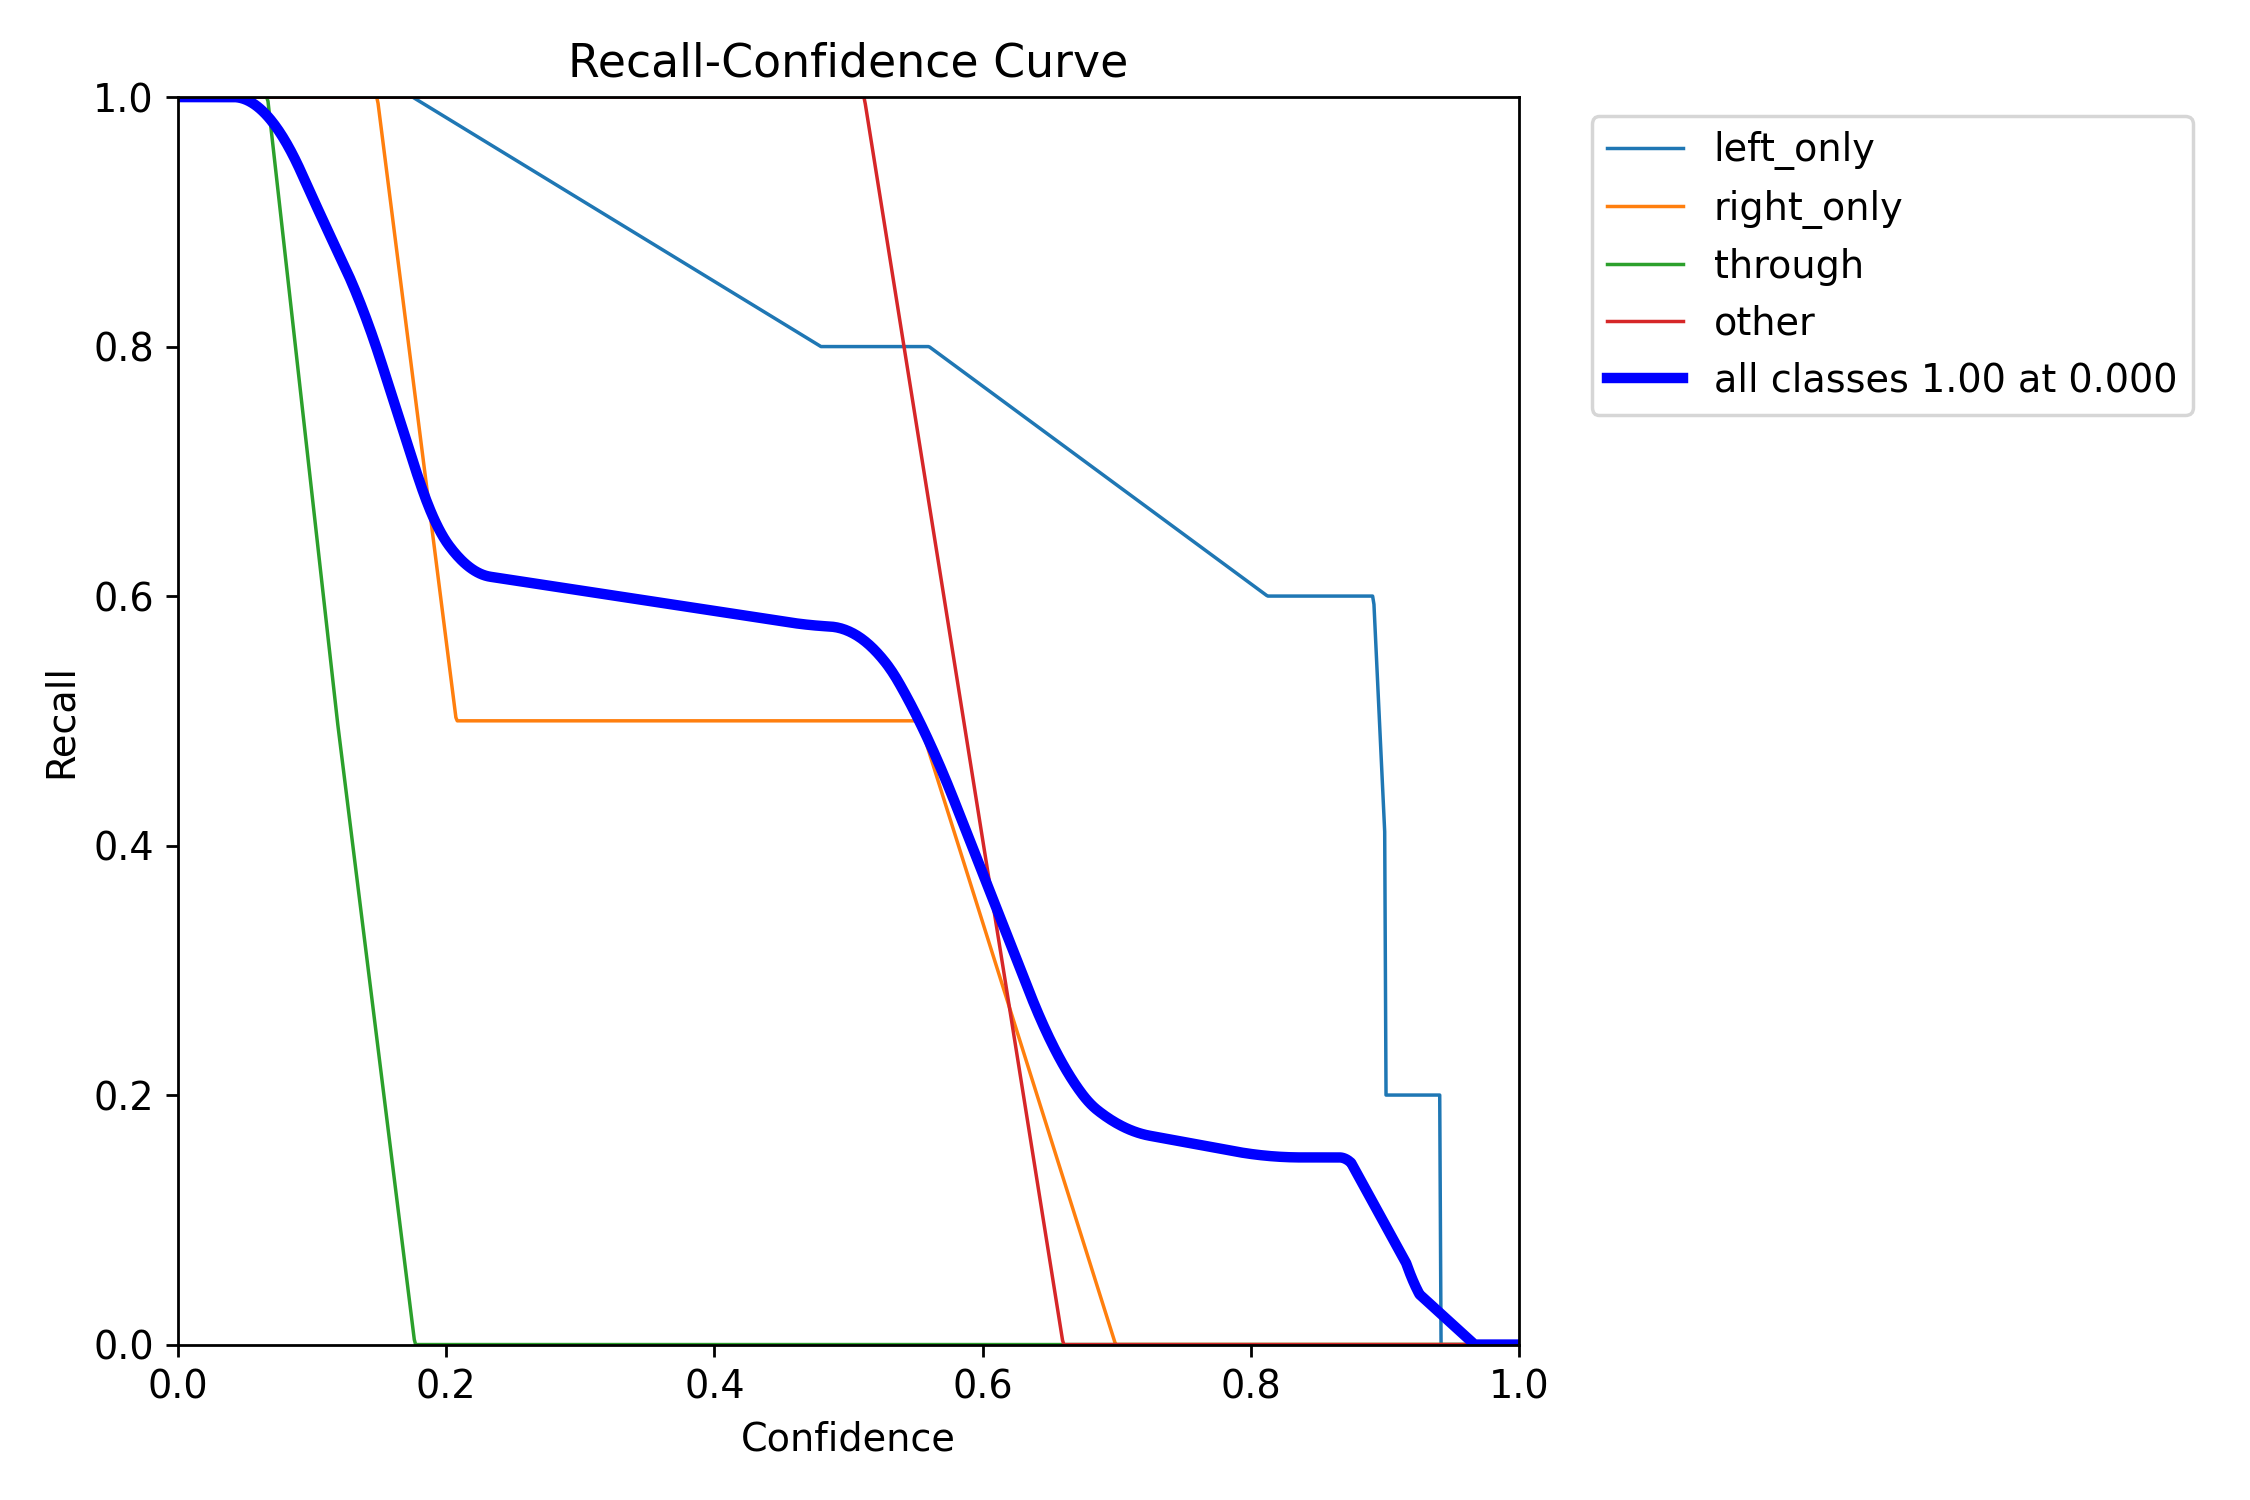 Recall-Confidence Curve
1.0
0.8
0.6
0.4
0.2
0.0
Recall
0.0 0.2 0.4 0.6 0.8 1.0
Confidence
left_only
right_only
through
other
all classes 1.00 at 0.000